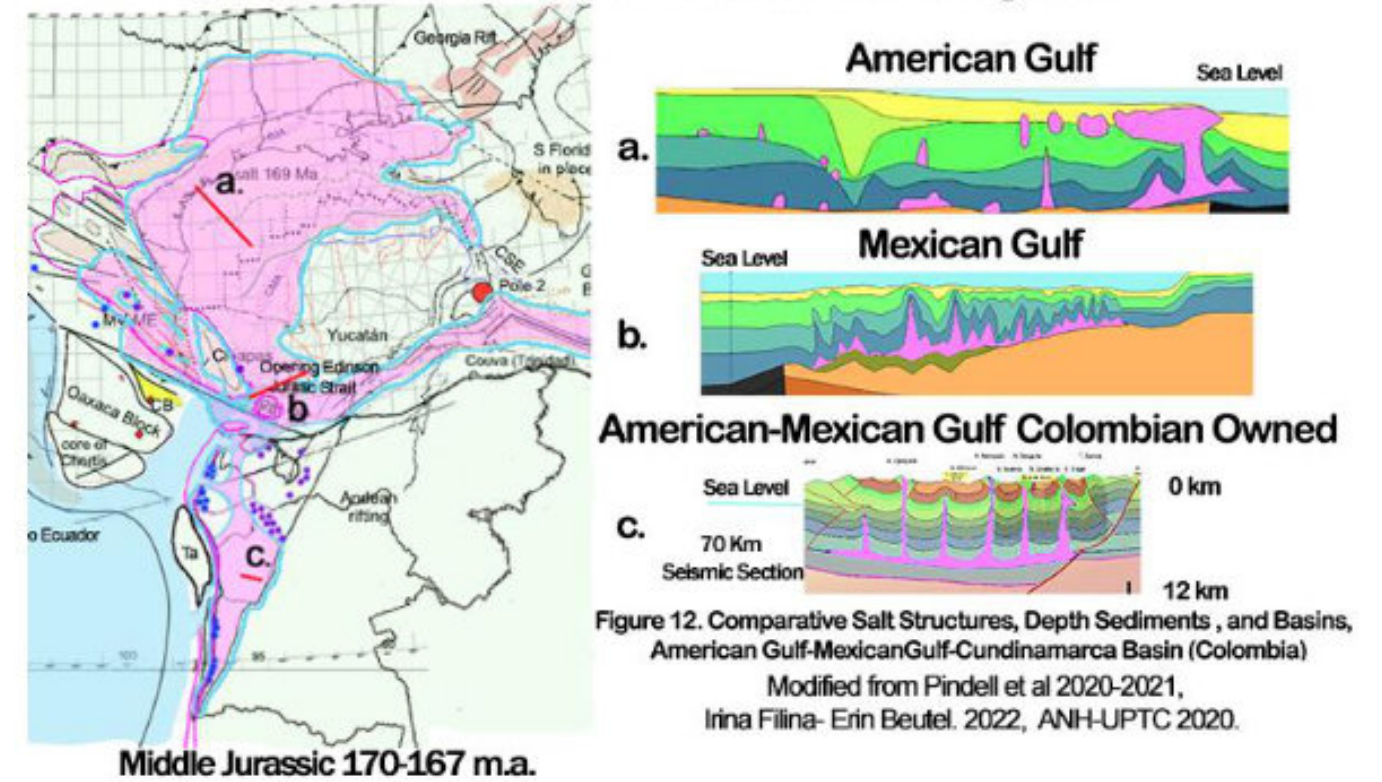 Georgia Rift
S Florid
in place
salt 169 Ma
a.
CSE
Pole 2
Yucatán
Couva (Trinidad)
Opening Edinson
Jurasic Strait
b
CB
Oaxaca Block
core of
Chortis
Andean
rifting
o Ecuador
Ta
c.
100
95
Middle Jurassic 170-167 m.a.
American Gulf
Sea Level
a.
Mexican Gulf
Sea Level
b.
American-Mexican Gulf Colombian Owned
Sea Level
0 km
c.
70 Km
Seismic Section
12 km
Figure 12. Comparative Salt Structures, Depth Sediments , and Basins,
American Gulf-MexicanGulf-Cundinamarca Basin (Colombia)
Modified from Pindell et al 2020-2021,
Irina Filina- Erin Beutel. 2022, ANH-UPTC 2020.